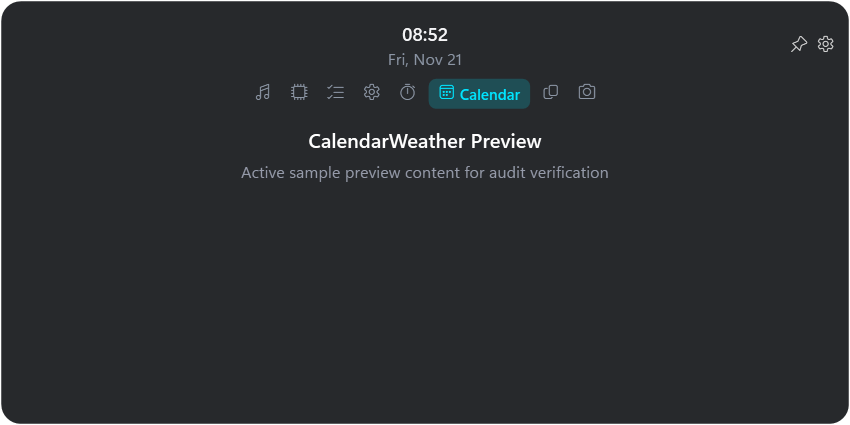 08:52
Fri, Nov 21
Calendar
CalendarWeather Preview
Active sample preview content for audit verification